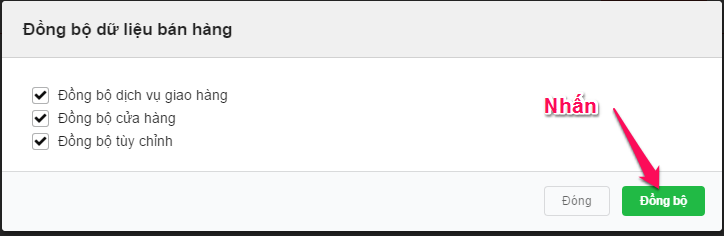 Đồng bộ dữ liệu bán hàng
Đồng bộ dịch vụ giao hàng
Đồng bộ cửa hàng
Đồng bộ tùy chỉnh
Nhấn
Đóng
Đồng bộ